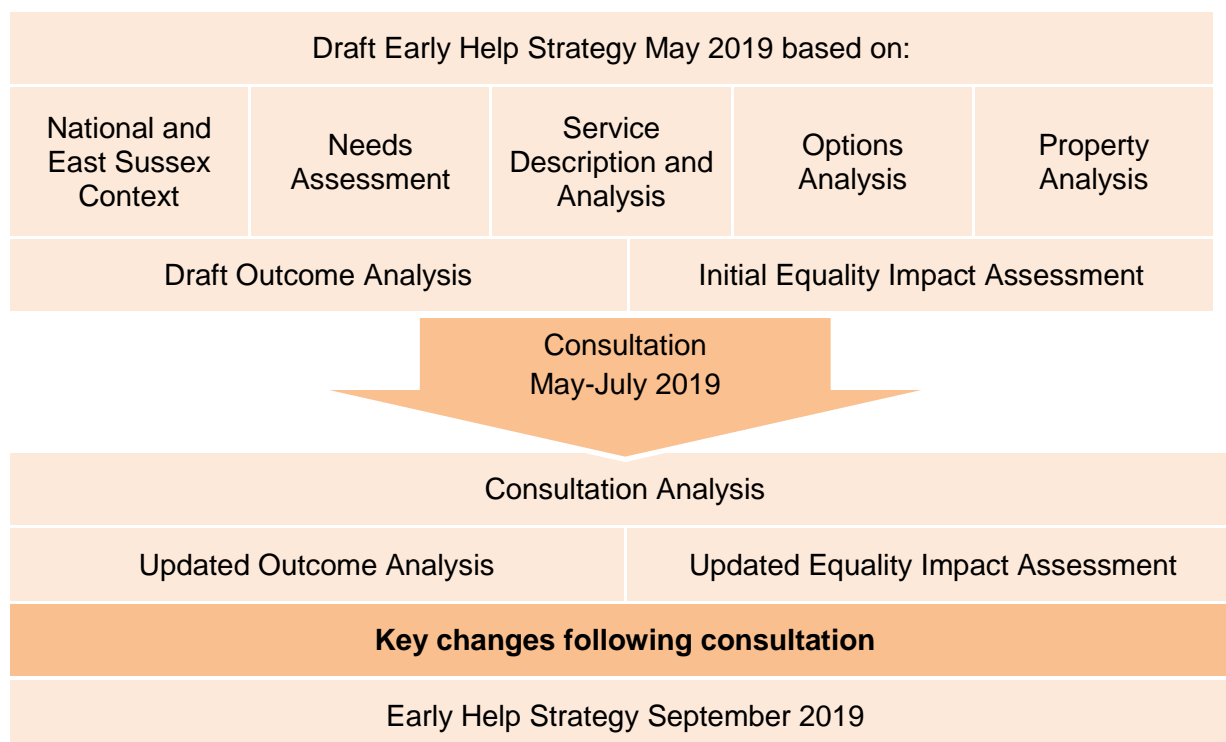 Draft Early Help Strategy May 2019 based on:
National and
East Sussex
Context
Needs
Assessment
Service
Description and
Analysis
Options
Analysis
Property
Analysis
Draft Outcome Analysis
Initial Equality Impact Assessment
Consultation
May-July 2019
Consultation Analysis
Updated Outcome Analysis
Updated Equality Impact Assessment
Key changes following consultation
Early Help Strategy September 2019